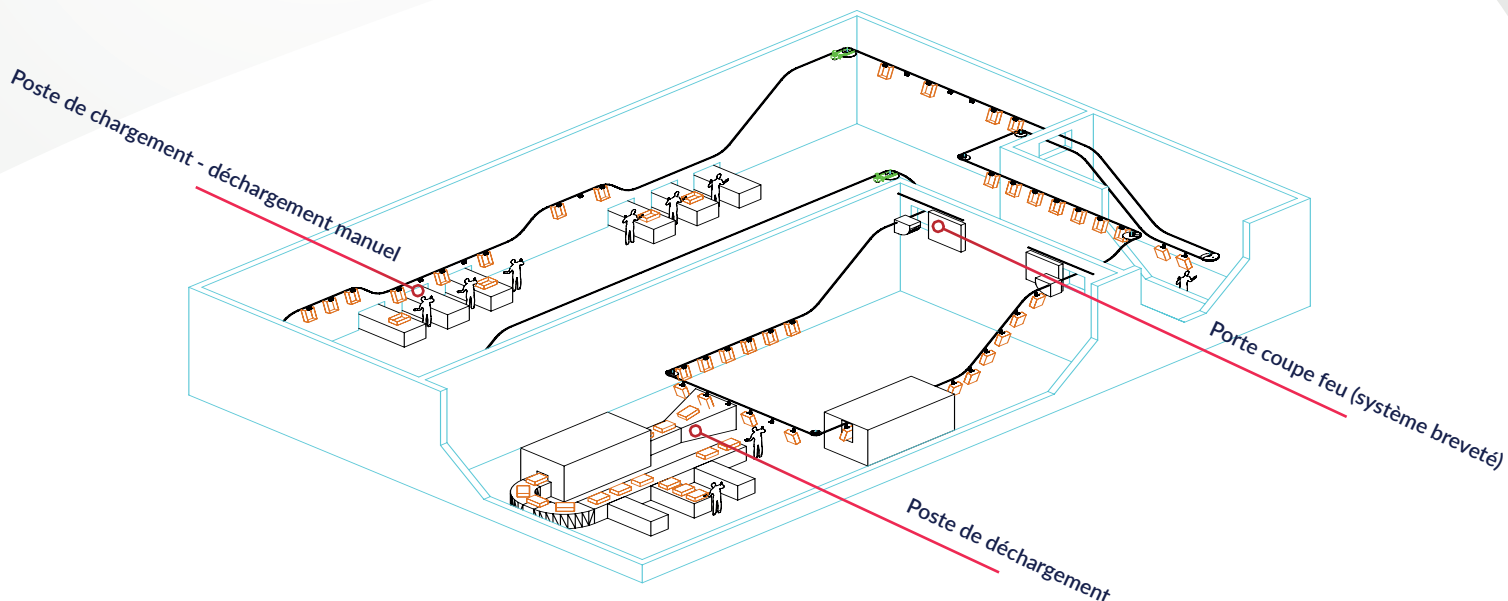 Poste de chargement - déchargement manuel
Porte coupe feu (système breveté)
Poste de déchargement